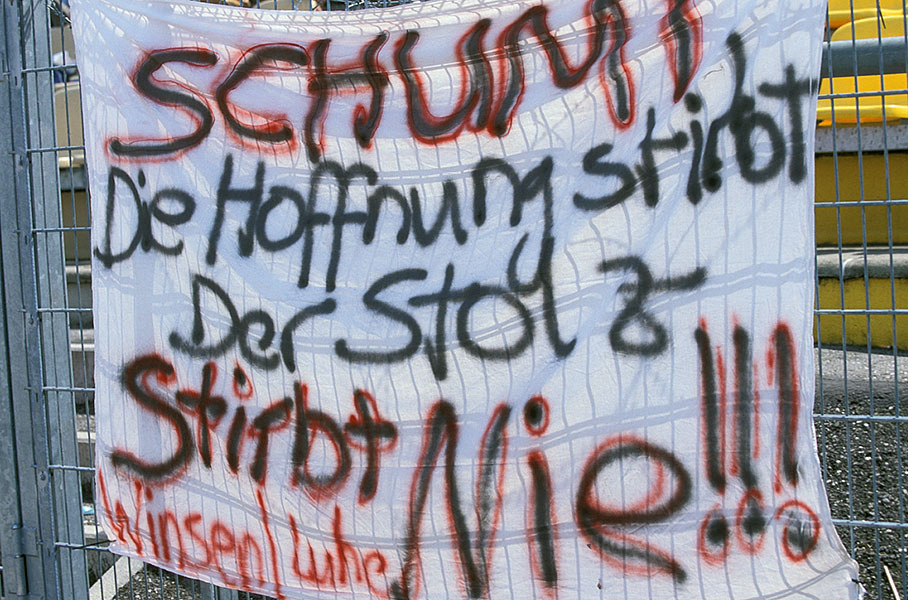 SCHUMI
Die Hoffnung stirbt
Der Stolz
Stirbt Nie!!!
Winsen/Luhe